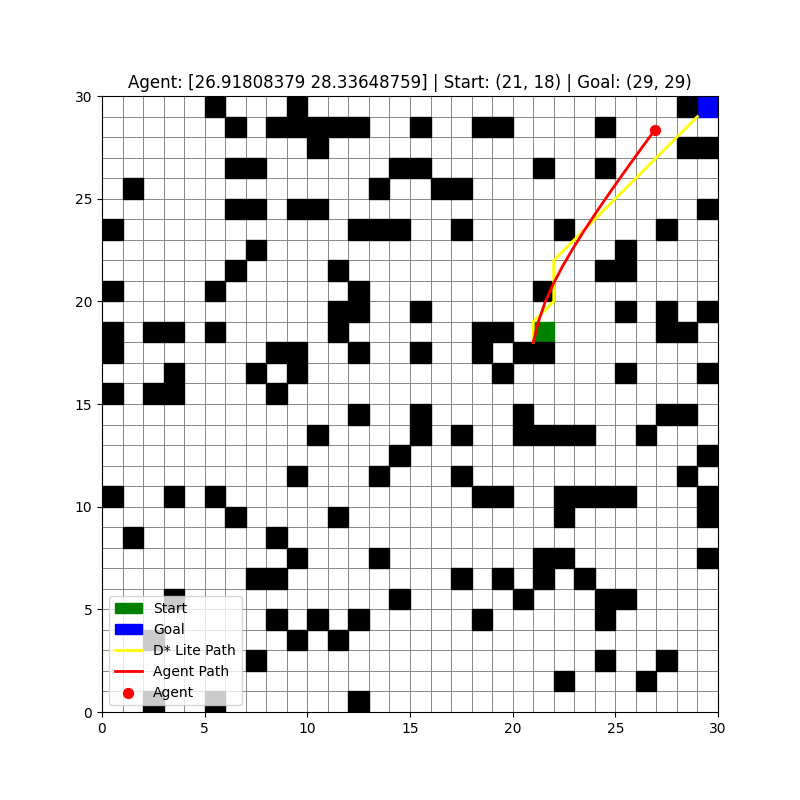 Agent: [26.91808379 28.33648759] | Start: (21, 18) | Goal: (29, 29)
30
25
20
15
10
5
0
Start
Goal
D* Lite Path
Agent Path
Agent
0 5 10 15 20 25 30